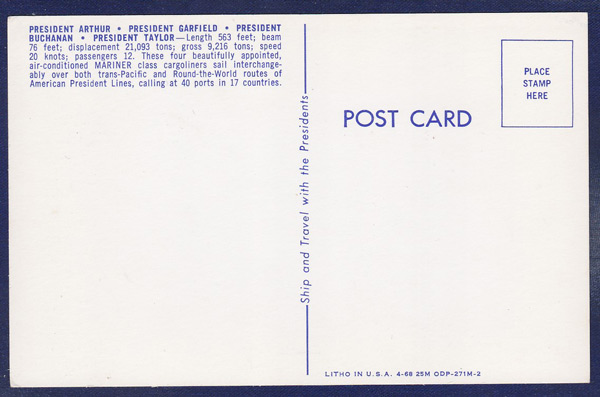 PRESIDENT ARTHUR • PRESIDENT GARFIELD • PRESIDENT
BUCHANAN • PRESIDENT TAYLOR—Length 563 feet; beam
76 feet; displacement 21,093 tons; gross 9,216 tons; speed
20 knots; passengers 12. These four beautifully appointed,
air-conditioned MARINER class cargoliners sail interchange-
ably over both trans-Pacific and Round-the-World routes of
American President Lines, calling at 40 ports in 17 countries.
Ship and Travel with the Presidents
POST CARD
PLACE
STAMP
HERE
LITHO IN U.S.A. 4-68 25M ODP-271M-2